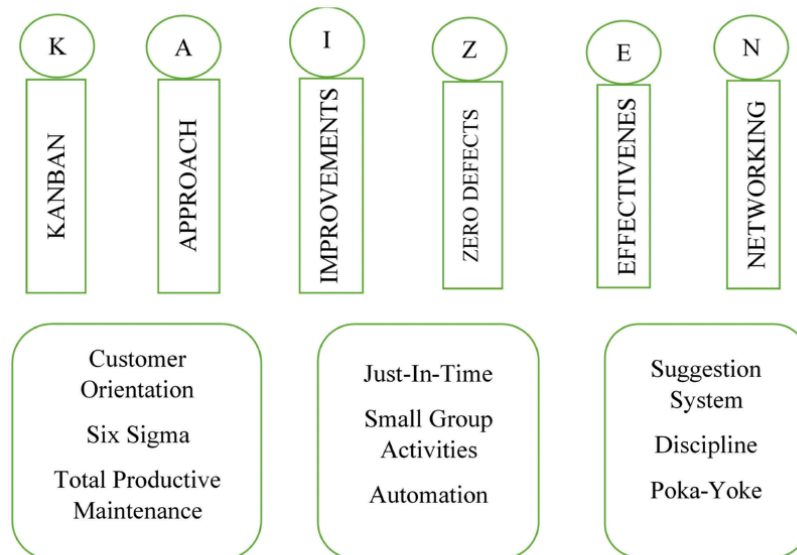 K
A
I
Z
E
N
KANBAN
APPROACH
IMPROVEMENTS
ZERO DEFECTS
EFFECTIVENES
NETWORKING
Customer
Orientation
Six Sigma
Total Productive
Maintenance
Just-In-Time
Small Group
Activities
Automation
Suggestion
System
Discipline
Poka-Yoke